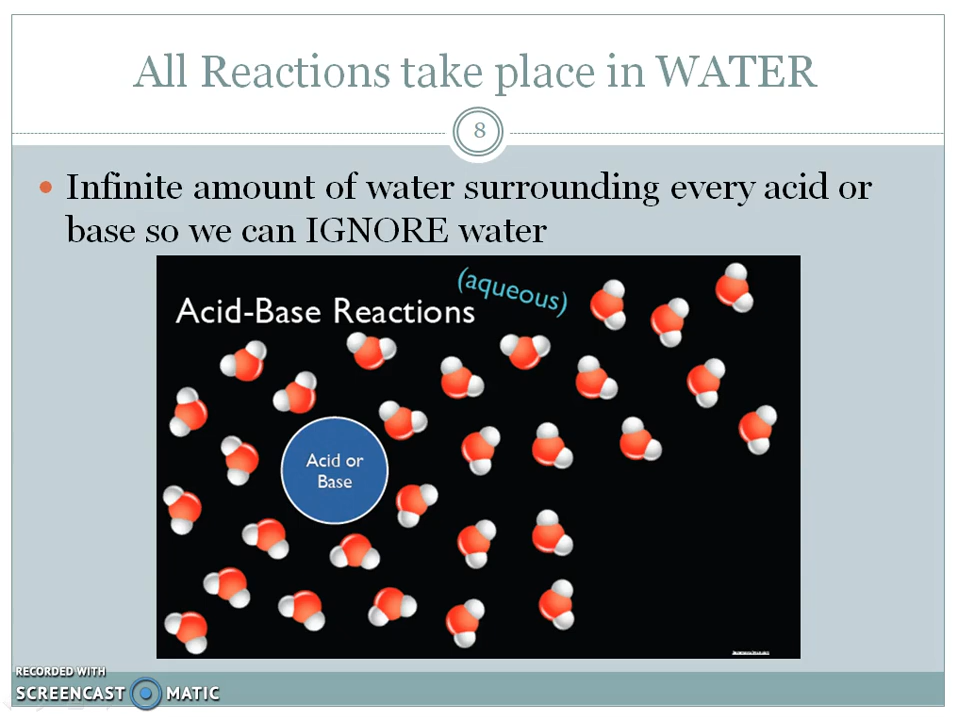 All Reactions take place in WATER
8
Infinite amount of water surrounding every acid or
base so we can IGNORE water
(aqueous)
Acid-Base Reactions
Acid or
Base
RECORDED WITH
SCREENCAST MATIC